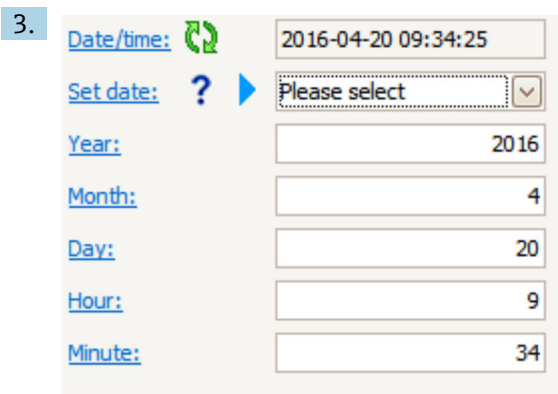 3.
Date/time: 2016-04-20 09:34:25
Set date: ? Please select
Year: 2016
Month: 4
Day: 20
Hour: 9
Minute: 34